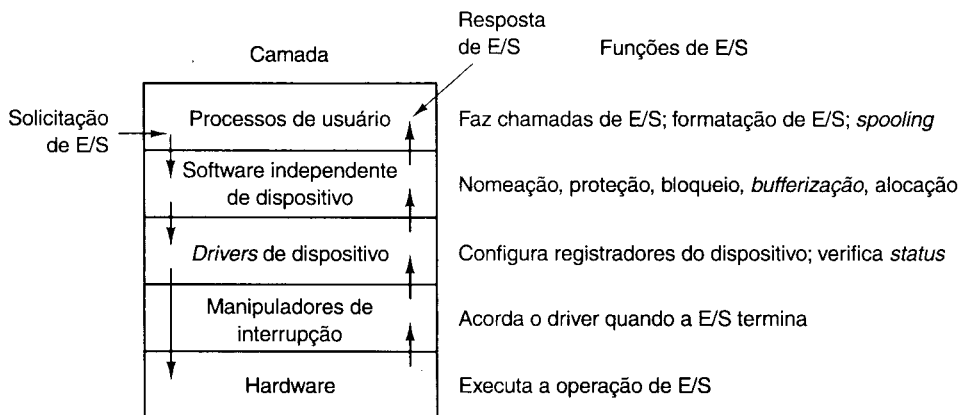 Resposta
de E/S
Camada
Funções de E/S
Solicitação
de E/S
Processos de usuário
Faz chamadas de E/S; formatação de E/S; spooling
Software independente
de dispositivo
Nomeação, proteção, bloqueio, bufferização, alocação
Drivers de dispositivo
Configura registradores do dispositivo; verifica status
Manipuladores de
interrupção
Acorda o driver quando a E/S termina
Hardware
Executa a operação de E/S